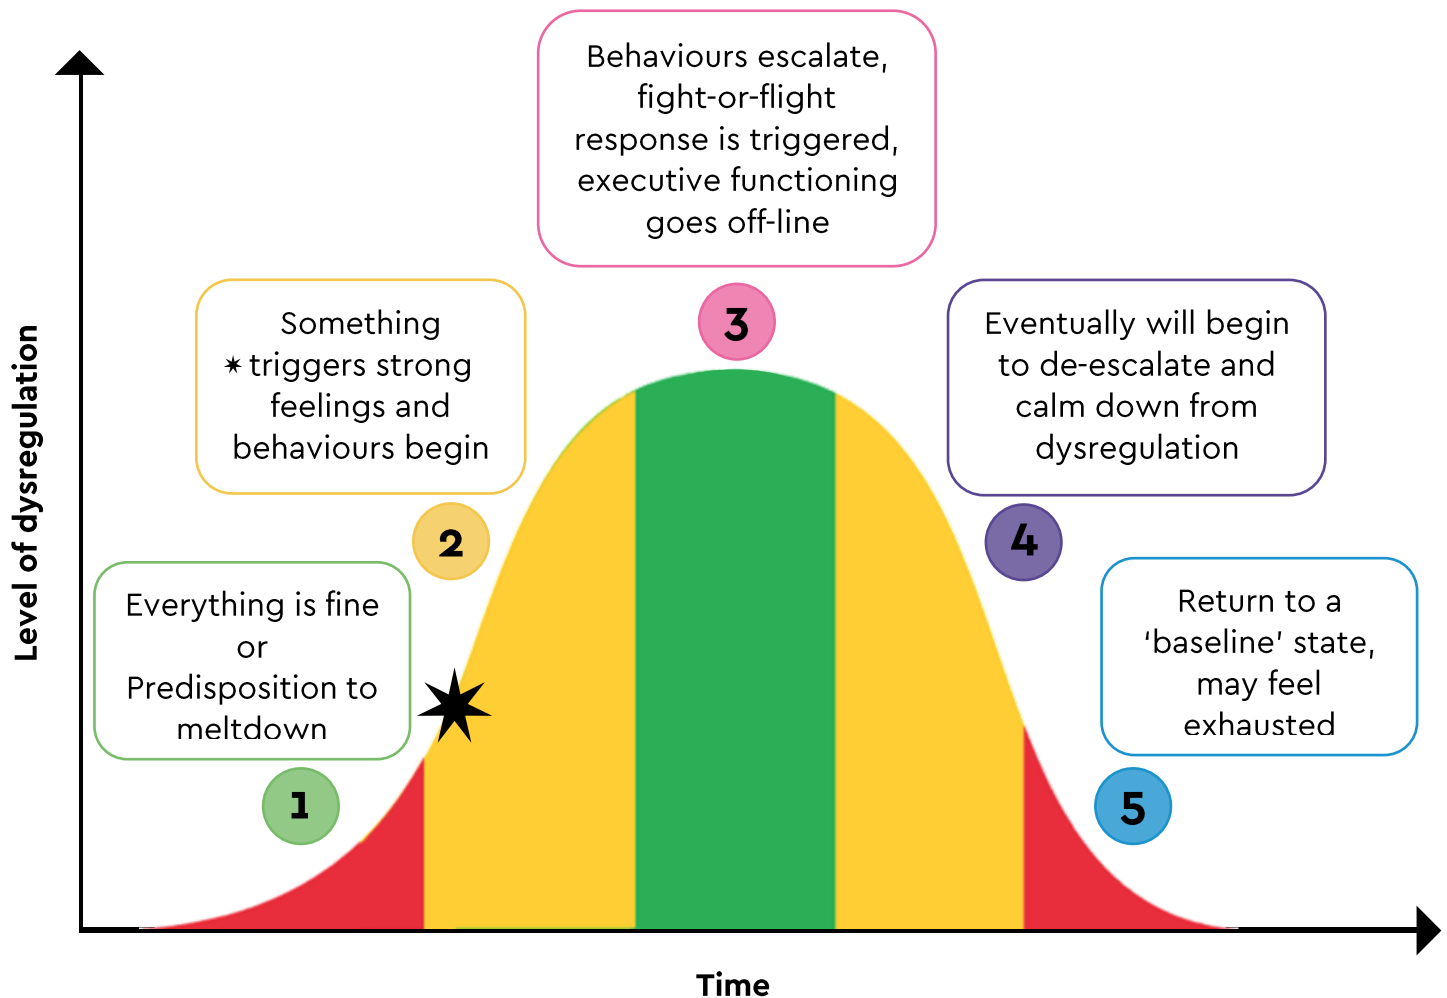 Behaviours escalate,
fight-or-flight
response is triggered,
executive functioning
goes off-line
3
Something
✷ triggers strong
feelings and
behaviours begin
2
Eventually will begin
to de-escalate and
calm down from
dysregulation
4
Everything is fine
or
Predisposition to
meltdown
1
Return to a
‘baseline’ state,
may feel
exhausted
5
Level of dysregulation
Time